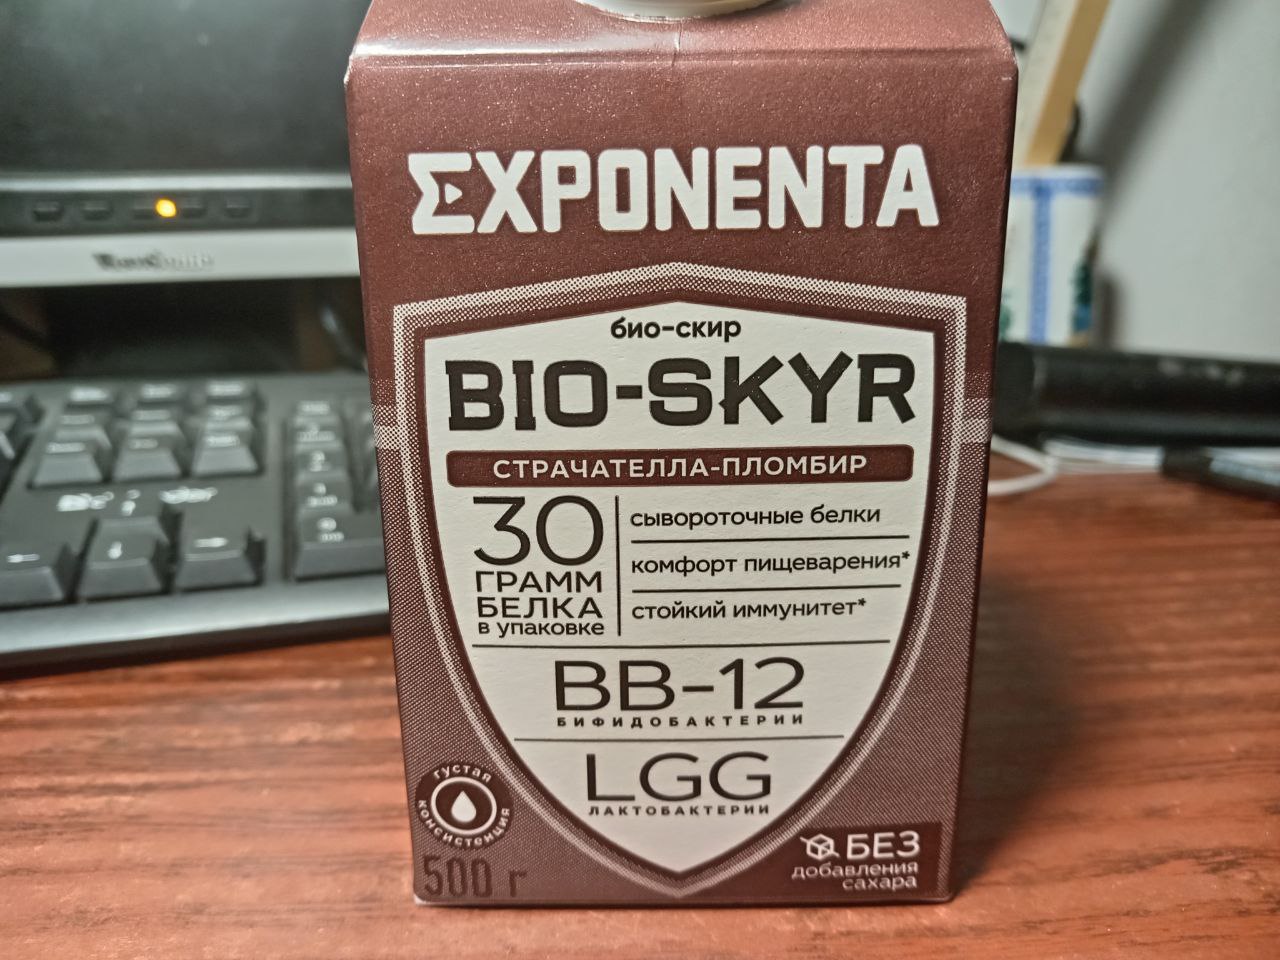 EXPONENTA
био-скир
BIO-SKYR
СТРАЧАТЕЛЛА-ПЛОМБИР
30
ГРАММ
БЕЛКА
в упаковке
сывороточные белки
комфорт пищеварения*
стойкий иммунитет*
BB-12
БИФИДОБАКТЕРИИ
LGG
ЛАКТОБАКТЕРИИ
густая
консистенция
500 г
БЕЗ
добавления
сахара